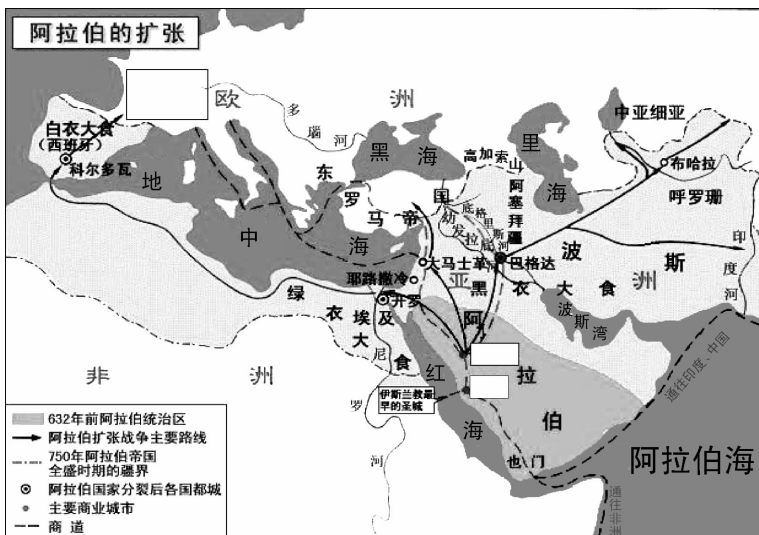 阿拉伯的扩张
欧洲
多瑙河
白衣大食
(西班牙)
科尔多瓦
地中海
黑海
里海
高加索山
阿塞拜疆
中亚细亚
布哈拉
呼罗珊
东罗马帝国
幼发拉底河
底格里斯河
大马士革
巴格达
波斯
亚洲
印度河
耶路撒冷
开罗
黑衣大食
波斯湾
绿衣大食
埃及
尼罗河
非洲
红海
阿拉伯
伊斯兰教最
早的圣城
也门
阿拉伯海
通往印度、中国
通往非洲
632年前阿拉伯统治区
阿拉伯扩张战争主要路线
750年阿拉伯帝国
全盛时期的疆界
阿拉伯国家分裂后各国都城
主要商业城市
商 道